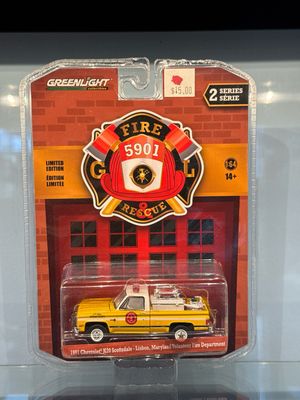 GREENLIGHT
collectibles
$15.00
2 SERIES
SÉRIE
FIRE
5901
G L
RESCUE
LIMITED
EDITION
ÉDITION
LIMITÉE
1:64
14+
1981 Chevrolet® K20 Scottsdale - Lisbon, Maryland Volunteer Fire Department